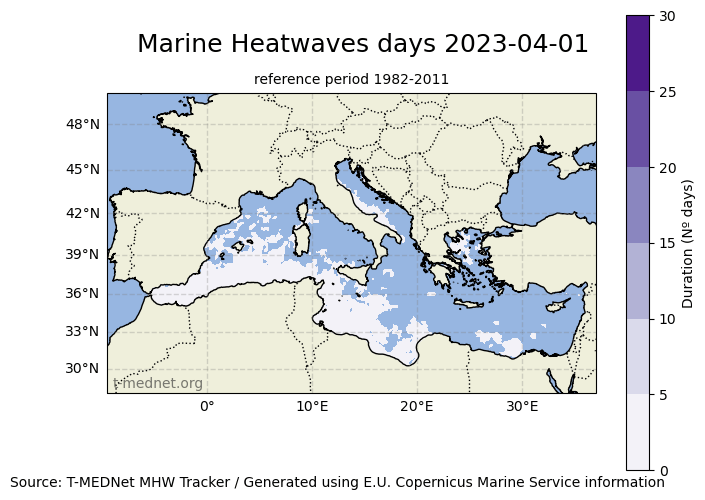 Marine Heatwaves days 2023-04-01
reference period 1982-2011
48°N
45°N
42°N
39°N
36°N
33°N
30°N
t-mednet.org
0°
10°E
20°E
30°E
30
25
20
15
10
5
0
Duration (Nº days)
Source: T-MEDNet MHW Tracker / Generated using E.U. Copernicus Marine Service information